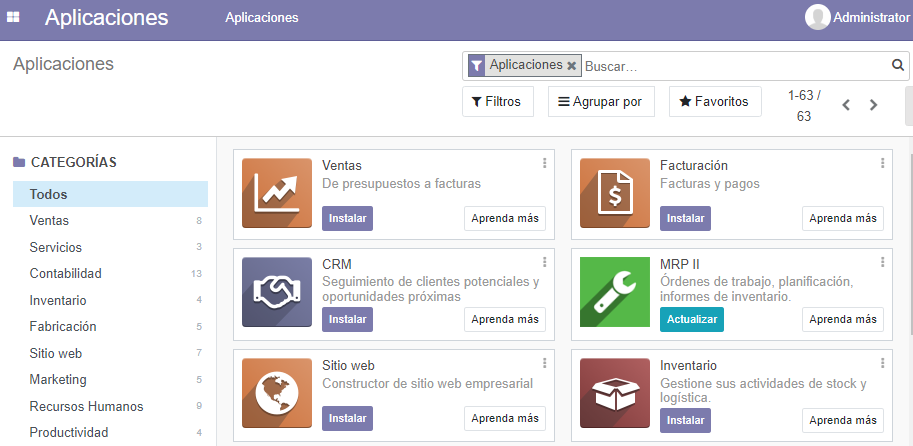 Aplicaciones
Aplicaciones
Administrator
Aplicaciones
Aplicaciones
Buscar...
Filtros
Agrupar por
Favoritos
1-63 /
63
CATEGORÍAS
Todos
Ventas 8
Servicios 3
Contabilidad 13
Inventario 4
Fabricación 5
Sitio web 7
Marketing 5
Recursos Humanos 9
Productividad 4
Ventas
De presupuestos a facturas
Instalar
Aprenda más
Facturación
Facturas y pagos
Instalar
Aprenda más
CRM
Seguimiento de clientes potenciales y
oportunidades próximas
Instalar
Aprenda más
MRP II
Órdenes de trabajo, planificación,
informes de inventario.
Actualizar
Aprenda más
Sitio web
Constructor de sitio web empresarial
Instalar
Aprenda más
Inventario
Gestione sus actividades de stock y
logística.
Instalar
Aprenda más